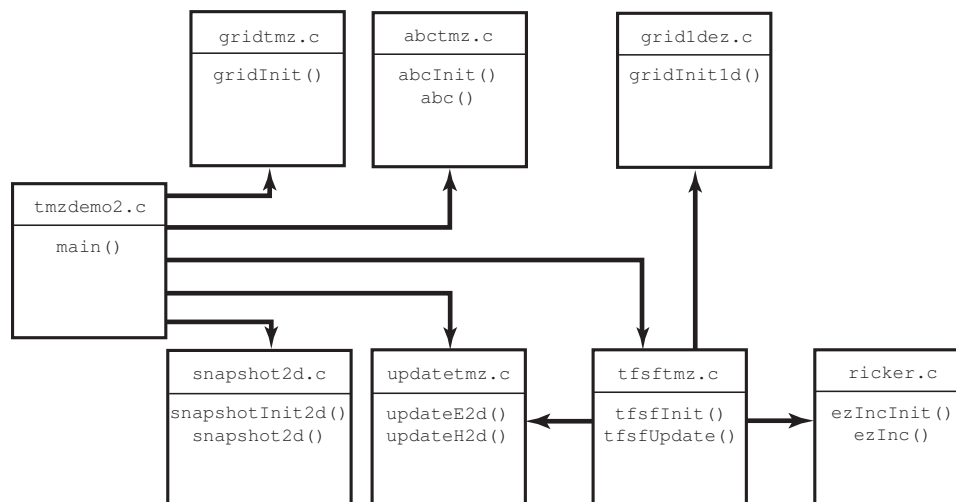 gridtmz.c
gridInit()
abctmz.c
abcInit()
abc()
grid1dez.c
gridInit1d()
tmzdemo2.c
main()
snapshot2d.c
snapshotInit2d()
snapshot2d()
updatetmz.c
updateE2d()
updateH2d()
tfsftmz.c
tfsfInit()
tfsfUpdate()
ricker.c
ezIncInit()
ezInc()